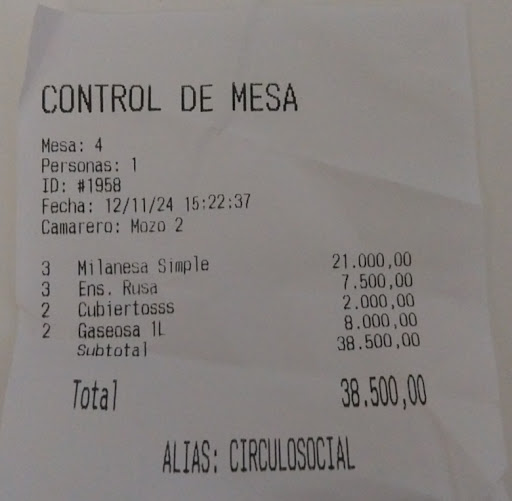 CONTROL DE MESA
Mesa: 4
Personas: 1
ID: #1958
Fecha: 12/11/24 15:22:37
Camarero: Mozo 2
3 Milanesa Simple 21.000,00
3 Ens. Rusa 7.500,00
2 Cubiertosss 2.000,00
2 Gaseosa 1L 8.000,00
Subtotal 38.500,00
Total 38.500,00
ALIAS: CIRCULOSOCIAL